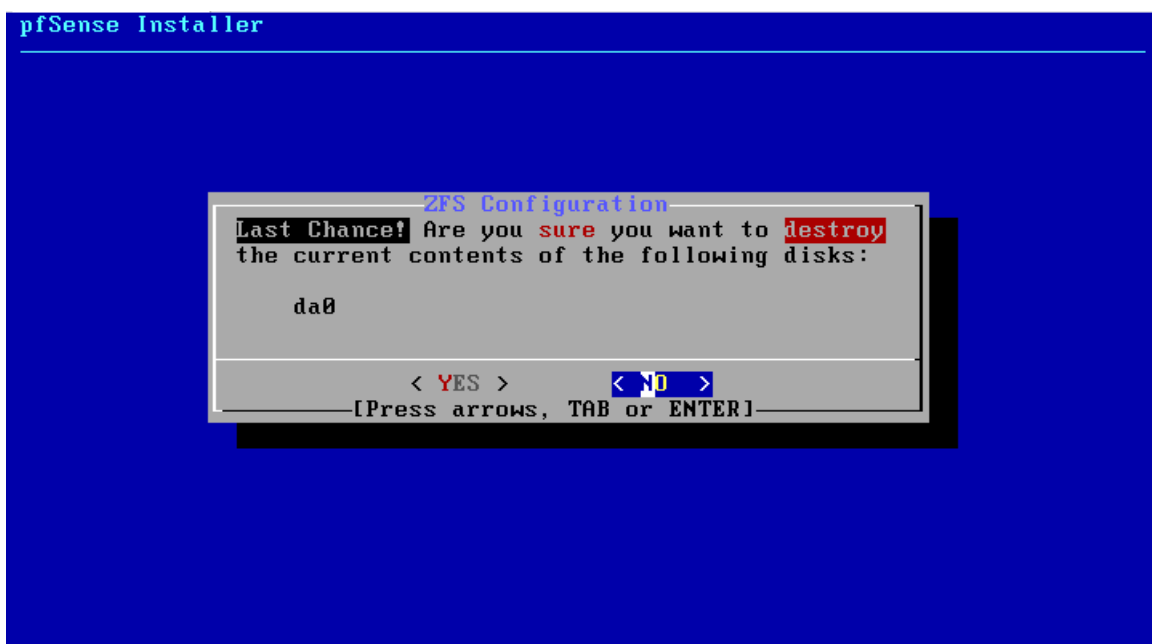 pfSense Installer
ZFS Configuration
Last Chance! Are you sure you want to destroy
the current contents of the following disks:
da0
< YES > < NO >
[Press arrows, TAB or ENTER]